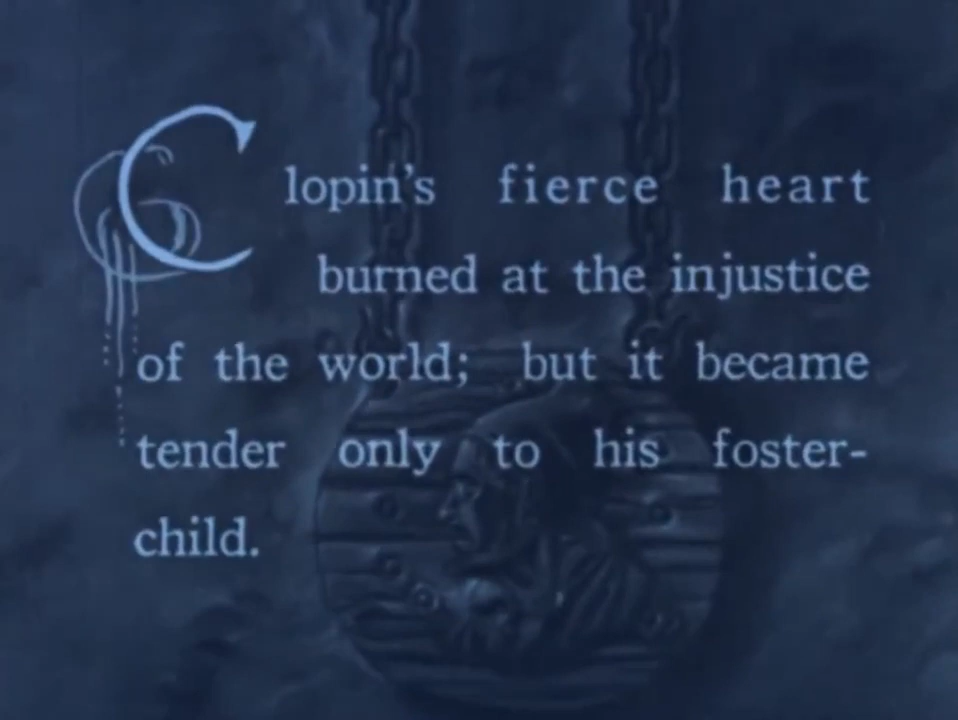 Clopin's fierce heart
burned at the injustice
of the world; but it became
tender only to his foster-
child.